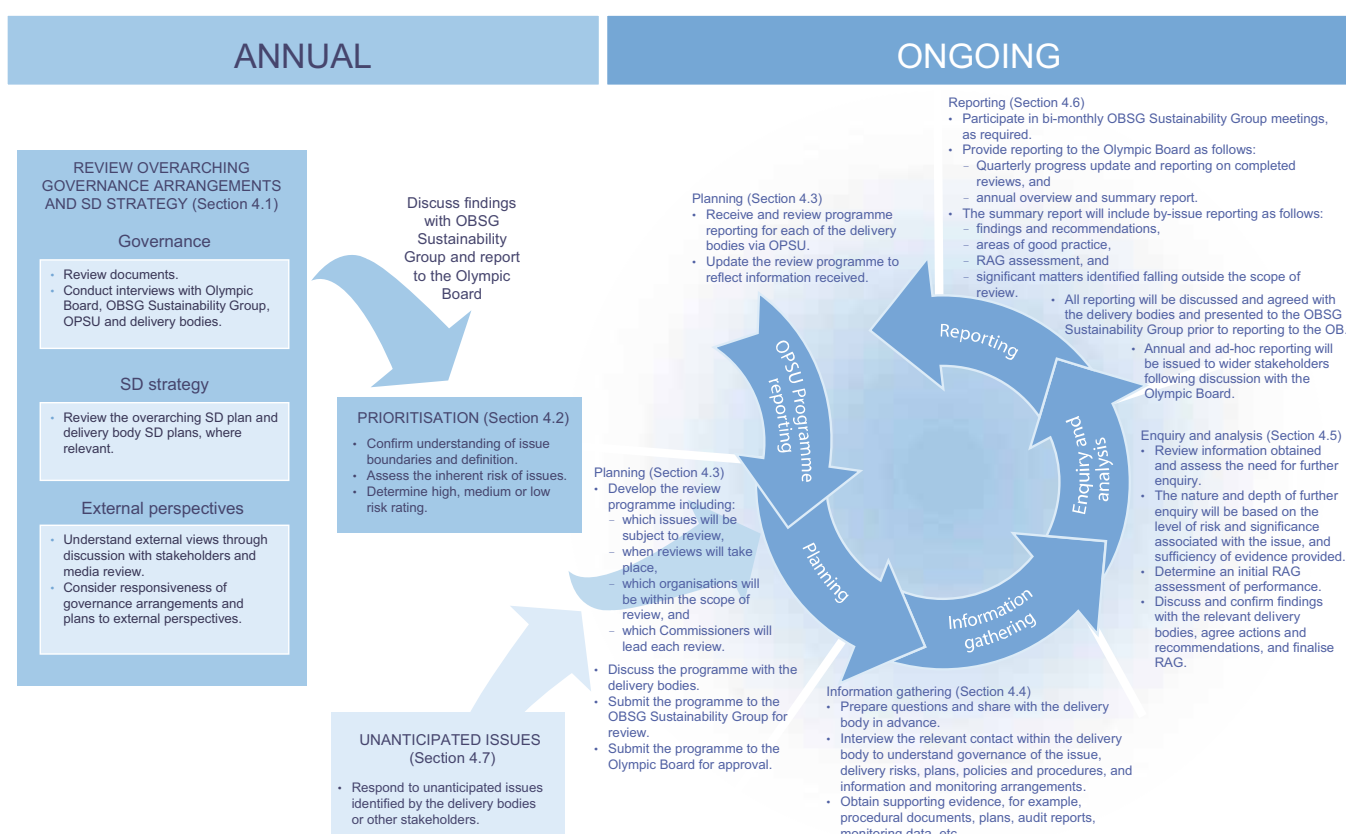 ANNUAL
ONGOING
REVIEW OVERARCHING
GOVERNANCE ARRANGEMENTS
AND SD STRATEGY (Section 4.1)
Governance
• Review documents.
• Conduct interviews with Olympic
Board, OBSG Sustainability Group,
OPSU and delivery bodies.
SD strategy
• Review the overarching SD plan and
delivery body SD plans, where
relevant.
External perspectives
• Understand external views through
discussion with stakeholders and
media review.
• Consider responsiveness of
governance arrangements and
plans to external perspectives.
Discuss findings
with OBSG
Sustainability
Group and report
to the Olympic
Board
PRIORITISATION (Section 4.2)
• Confirm understanding of issue
boundaries and definition.
• Assess the inherent risk of issues.
• Determine high, medium or low
risk rating.
UNANTICIPATED ISSUES
(Section 4.7)
• Respond to unanticipated issues
identified by the delivery bodies
or other stakeholders.
Planning (Section 4.3)
• Receive and review programme
reporting for each of the delivery
bodies via OPSU.
• Update the review programme to
reflect information received.
Planning (Section 4.3)
• Develop the review
programme including:
– which issues will be
subject to review,
– when reviews will take
place,
– which organisations will
be within the scope of
review, and
– which Commissioners will
lead each review.
• Discuss the programme with the
delivery bodies.
• Submit the programme to the
OBSG Sustainability Group for
review.
• Submit the programme to the
Olympic Board for approval.
OPSU Programme
reporting
Planning
Information
gathering
Enquiry and
analysis
Reporting
Information gathering (Section 4.4)
• Prepare questions and share with the delivery
body in advance.
• Interview the relevant contact within the delivery
body to understand governance of the issue,
delivery risks, plans, policies and procedures, and
information and monitoring arrangements.
• Obtain supporting evidence, for example,
procedural documents, plans, audit reports,
monitoring data, etc.
Enquiry and analysis (Section 4.5)
• Review information obtained
and assess the need for further
enquiry.
• The nature and depth of further
enquiry will be based on the
level of risk and significance
associated with the issue, and
sufficiency of evidence provided.
• Determine an initial RAG
assessment of performance.
• Discuss and confirm findings
with the relevant delivery
bodies, agree actions and
recommendations, and finalise
RAG.
Reporting (Section 4.6)
• Participate in bi-monthly OBSG Sustainability Group meetings,
as required.
• Provide reporting to the Olympic Board as follows:
– Quarterly progress update and reporting on completed
reviews, and
– annual overview and summary report.
• The summary report will include by-issue reporting as follows:
– findings and recommendations,
– areas of good practice,
– RAG assessment, and
– significant matters identified falling outside the scope of
review.
• All reporting will be discussed and agreed with
the delivery bodies and presented to the OBSG
Sustainability Group prior to reporting to the OB.
• Annual and ad-hoc reporting will
be issued to wider stakeholders
following discussion with the
Olympic Board.